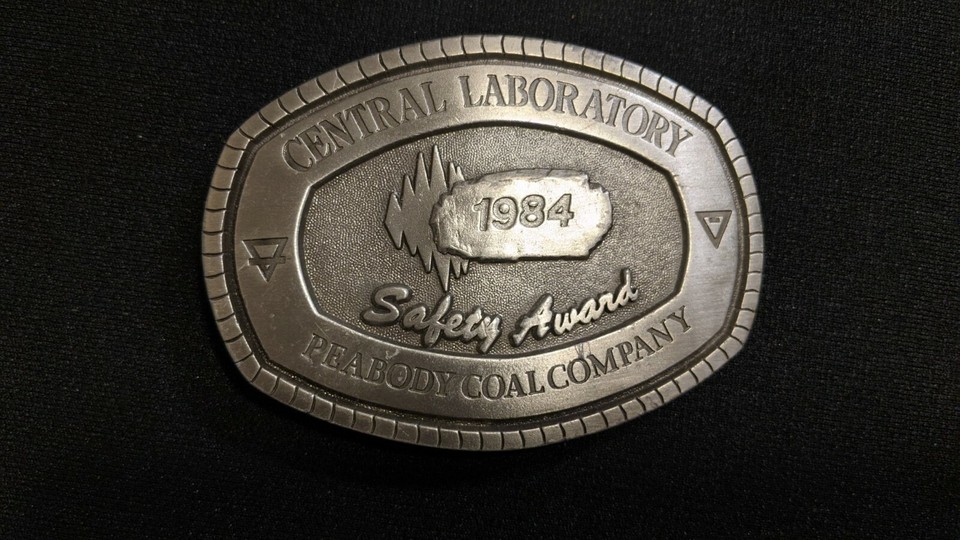 CENTRAL LABORATORY
1984
Safety Award
PEABODY COAL COMPANY